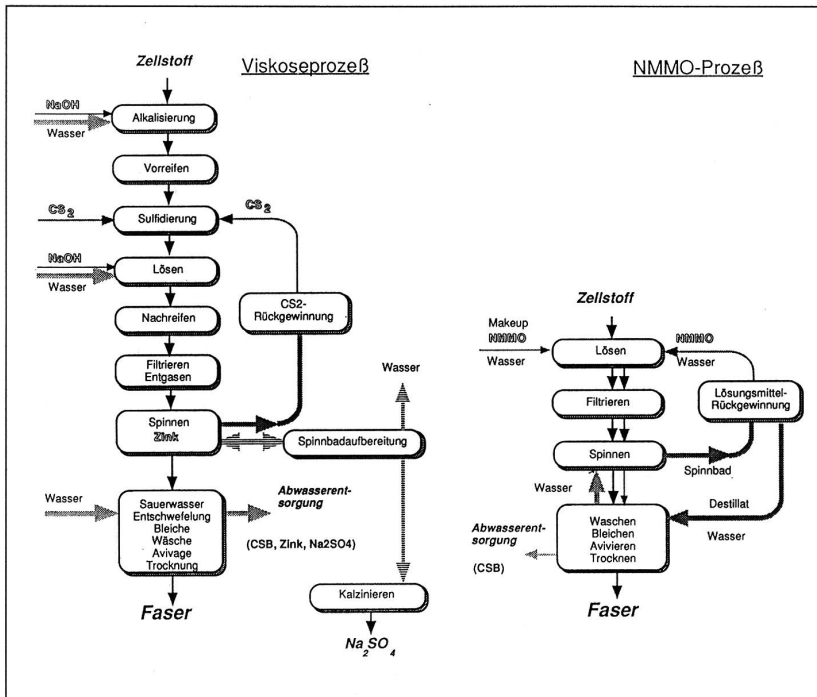 Viskoseprozeß
Zellstoff
NaOH
Wasser
Alkalisierung
Vorreifen
CS2
Sulfidierung
CS2
NaOH
Wasser
Lösen
CS2-
Rückgewinnung
Nachreifen
Filtrieren
Entgasen
Wasser
Spinnen
Zink
Spinnbadaufbereitung
Wasser
Sauerwasser
Entschwefelung
Bleiche
Wäsche
Avivage
Trocknung
Abwasserent-
sorgung
(CSB, Zink, Na2SO4)
Faser
Kalzinieren
Na2SO4
NMMO-Prozeß
Zellstoff
Makeup
NMMO
Wasser
Lösen
NMMO
Wasser
Filtrieren
Lösungsmittel-
Rückgewinnung
Spinnen
Spinnbad
Wasser
Destillat
Wasser
Waschen
Bleichen
Avivieren
Trocknen
Abwasserent-
sorgung
(CSB)
Faser